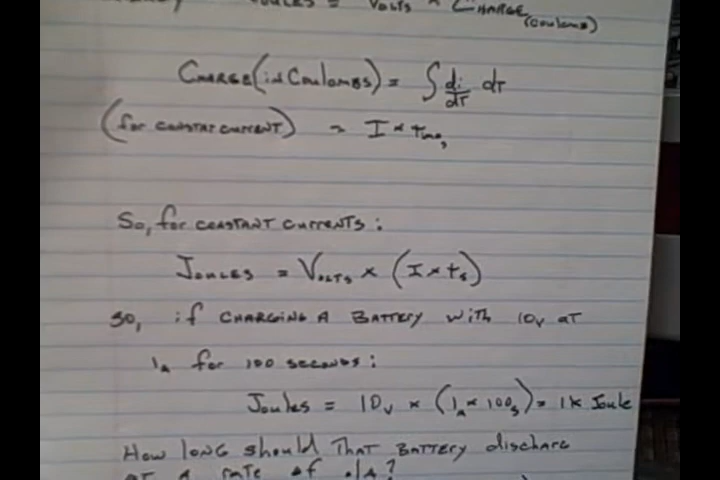 Joules = Volts * Charge
(Coulombs)
Charge (in Coulombs) = ∫ di/dt dt
(for constat current) = I * time,
So, for constant currents:
Joules = Volts × (I × ts)
So, if charging a battery with 10v at
1A for 100 seconds:
Joules = 10v × (1A × 100s) = 1K Joule
How long should that battery discharg
at a rate of .1A?